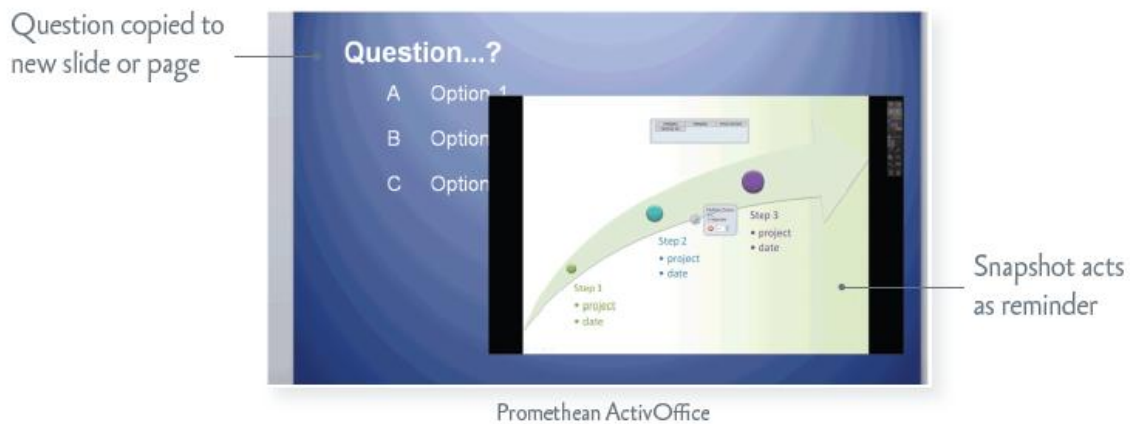 Question copied to
new slide or page
Question...?
A Option 1
B Option
C Option
Step 3
• project
• date
Step 2
• project
• date
Step 1
• project
• date
Snapshot acts
as reminder
Promethean ActivOffice